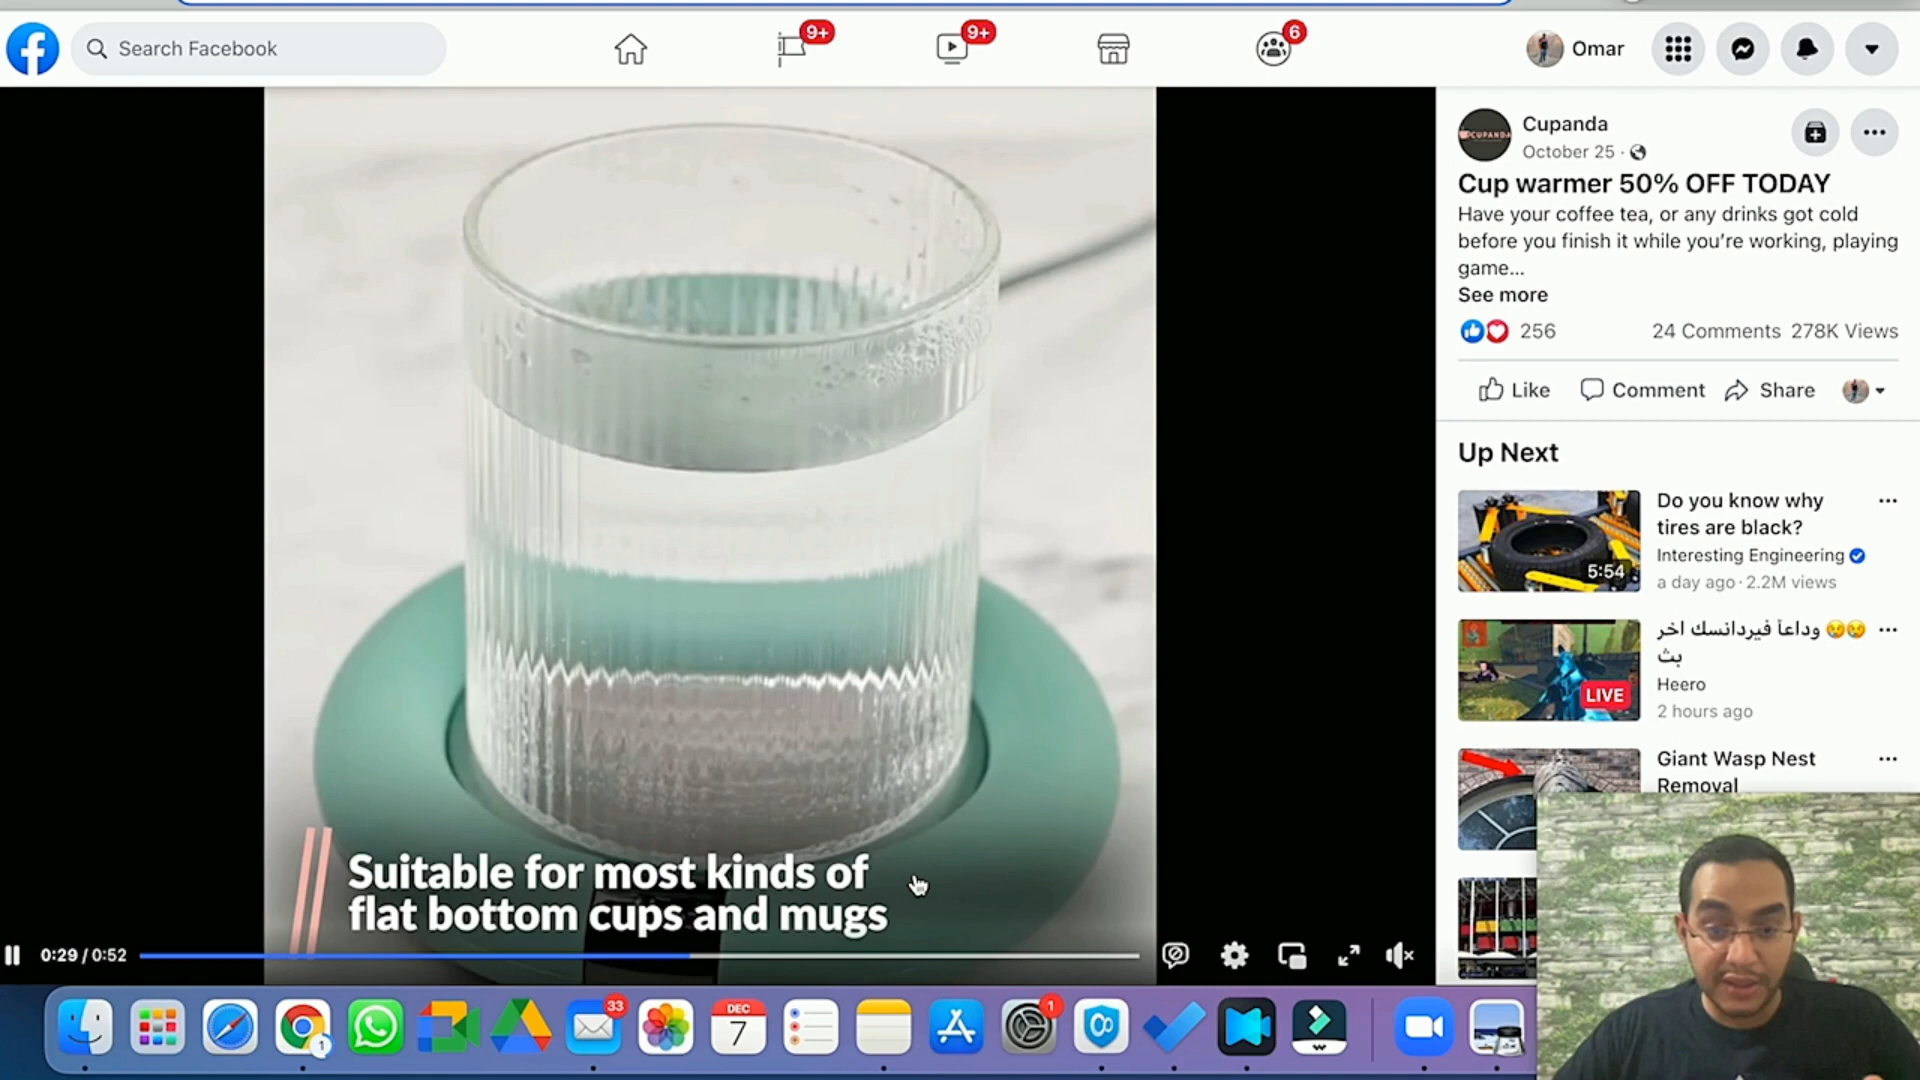 Search Facebook
9+
9+
6
Omar
CUPANDA
Cupanda
October 25 ·
Cup warmer 50% OFF TODAY
Have your coffee tea, or any drinks got cold
before you finish it while you're working, playing
game...
See more
256
24 Comments 278K Views
Like
Comment
Share
Up Next
Do you know why
tires are black?
Interesting Engineering
a day ago · 2.2M views
5:54
وداعاً فيردانسك اخر 😢😢
بث
Heero
2 hours ago
LIVE
Giant Wasp Nest
Removal
Suitable for most kinds of
flat bottom cups and mugs
0:29 / 0:52
1
33
DEC
7
1